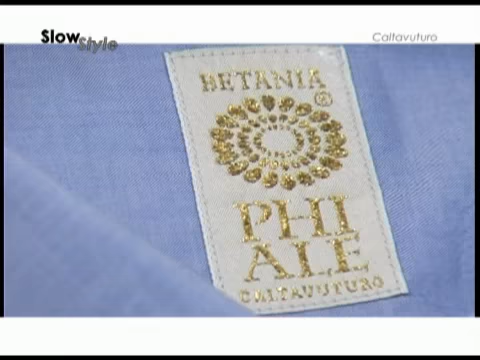 Slow
Style
Caltavuturo
BETANIA
®
PHI
ALE
CALTAVUTURO